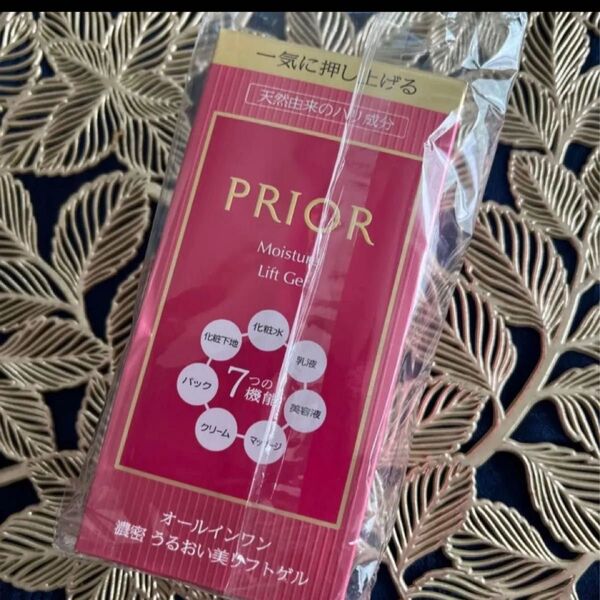 一気に押し上げる
天然由来のハリ成分
PRIOR
Moisture
Lift Gel
化粧水
乳液
美容液
マッサージ
クリーム
パック
化粧下地
7つの
機能
オールインワン
濃密 うるおい美リフトゲル